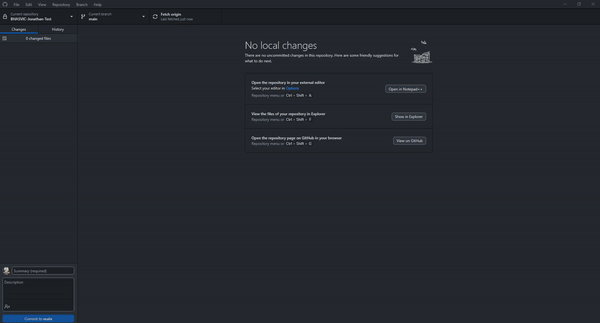 File Edit View Repository Branch Help
Current repository
Current branch
main
Fetch origin
Last fetched just now
Changes History
0 changed files
No local changes
There are no uncommitted changes in this repository. Here are some friendly suggestions for
what to do next.
Open the repository in your external editor
Select your editor in Options
Repository menu or Ctrl + Shift + A
Open in Notepad++
View the files of your repository in Explorer
Repository menu or Ctrl + Shift + F
Show in Explorer
Open the repository page on GitHub in your browser
Repository menu or Ctrl + Shift + G
View on GitHub
Summary (required)
Description
Commit to main